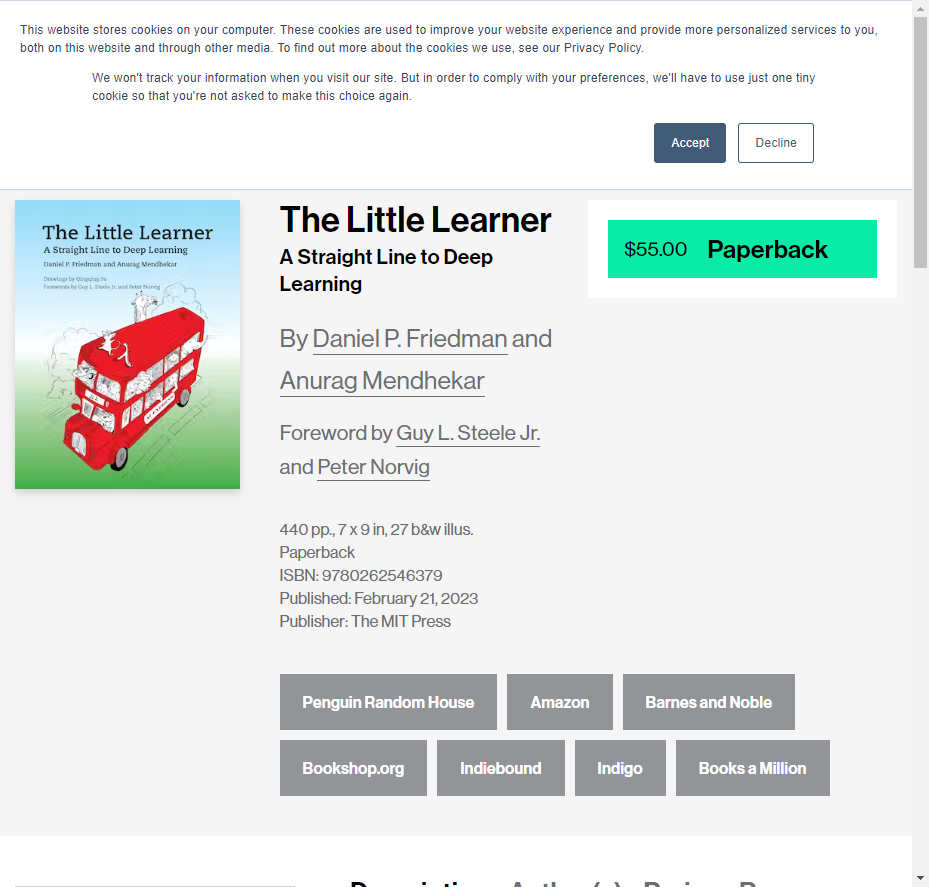 This website stores cookies on your computer. These cookies are used to improve your website experience and provide more personalized services to you,
both on this website and through other media. To find out more about the cookies we use, see our Privacy Policy.
We won't track your information when you visit our site. But in order to comply with your preferences, we'll have to use just one tiny
cookie so that you're not asked to make this choice again.
Accept
Decline
The Little Learner
A Straight Line to Deep Learning
Daniel P. Friedman and Anurag Mendhekar
Drawings by Qingqing Su
Forewords by Guy L. Steele Jr. and Peter Norvig
The Little Learner
A Straight Line to Deep
Learning
By Daniel P. Friedman and
Anurag Mendhekar
Foreword by Guy L. Steele Jr.
and Peter Norvig
440 pp., 7 x 9 in, 27 b&w illus.
Paperback
ISBN: 9780262546379
Published: February 21, 2023
Publisher: The MIT Press
$55.00 Paperback
Penguin Random House
Amazon
Barnes and Noble
Bookshop.org
Indiebound
Indigo
Books a Million